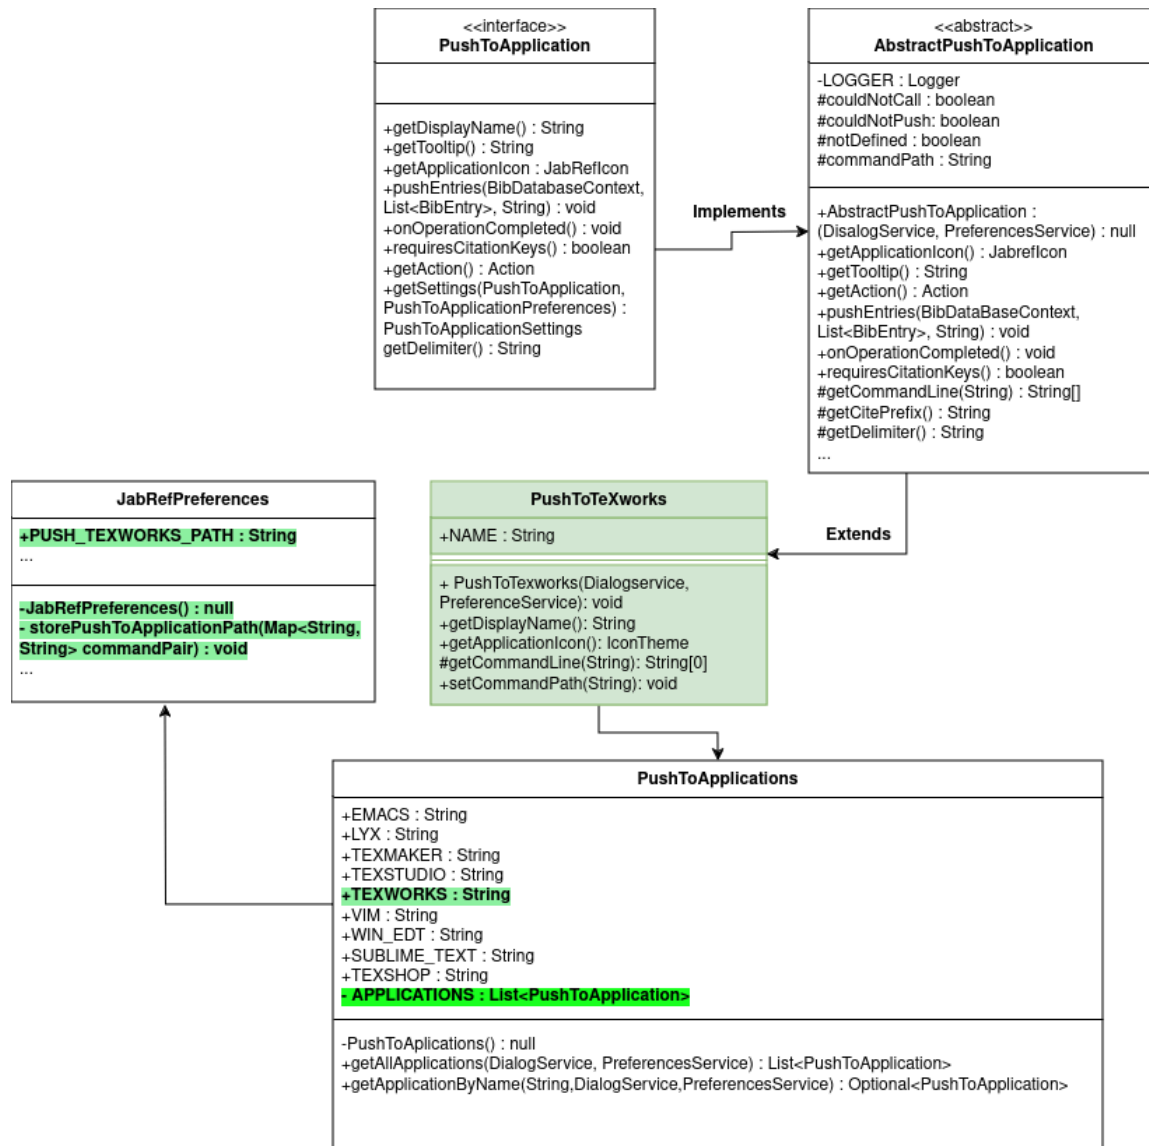 <<interface>>
PushToApplication
+getDisplayName() : String
+getTooltip() : String
+getApplicationIcon : JabRefIcon
+pushEntries(BibDatabaseContext,
List<BibEntry>, String) : void
+onOperationCompleted() : void
+requiresCitationKeys() : boolean
+getAction() : Action
+getSettings(PushToApplication,
PushToApplicationPreferences) :
PushToApplicationSettings
getDelimiter() : String
Implements
<<abstract>>
AbstractPushToApplication
-LOGGER : Logger
#couldNotCall : boolean
#couldNotPush: boolean
#notDefined : boolean
#commandPath : String
+AbstractPushToApplication :
(DisalogService, PreferencesService) : null
+getApplicationIcon() : JabrefIcon
+getTooltip() : String
+getAction() : Action
+pushEntries(BibDataBaseContext,
List<BibEntry>, String) : void
+onOperationCompleted() : void
+requiresCitationKeys() : boolean
#getCommandLine(String) : String[]
#getCitePrefix() : String
#getDelimiter() : String
...
Extends
JabRefPreferences
+PUSH_TEXWORKS_PATH : String
...
-JabRefPreferences() : null
- storePushToApplicationPath(Map<String,
String> commandPair) : void
...
PushToTeXworks
+NAME : String
+ PushToTexworks(Dialogservice,
PreferenceService): void
+getDisplayName(): String
+getApplicationIcon(): IconTheme
#getCommandLine(String): String[0]
+setCommandPath(String): void
PushToApplications
+EMACS : String
+LYX : String
+TEXMAKER : String
+TEXSTUDIO : String
+TEXWORKS : String
+VIM : String
+WIN_EDT : String
+SUBLIME_TEXT : String
+TEXSHOP : String
- APPLICATIONS : List<PushToApplication>
-PushToAplications() : null
+getAllApplications(DialogService, PreferencesService) : List<PushToApplication>
+getApplicationByName(String,DialogService,PreferencesService) : Optional<PushToApplication>